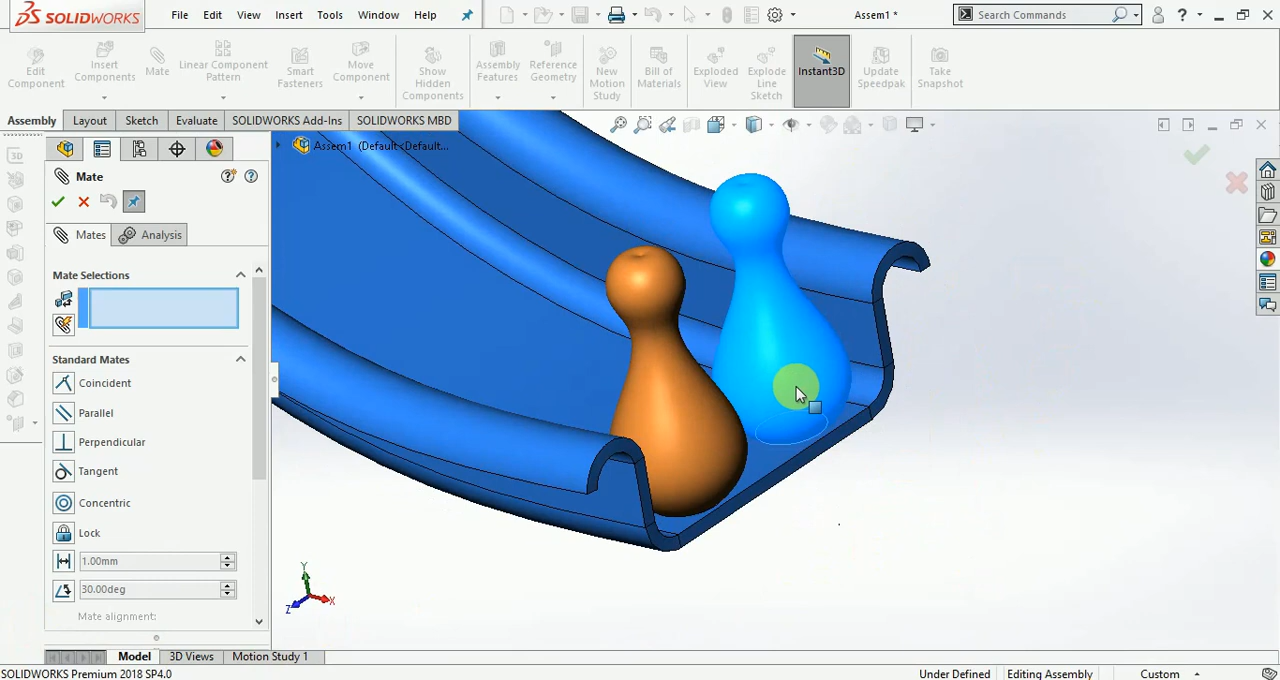 DS SOLIDWORKS File Edit View Insert Tools Window Help Assem1 * Search Commands
Edit Component Insert Components Mate Linear Component Pattern Smart Fasteners Move Component Show Hidden Components Assembly Features Reference Geometry New Motion Study Bill of Materials Exploded View Explode Line Sketch Instant3D Update Speedpak Take Snapshot
Assembly Layout Sketch Evaluate SOLIDWORKS Add-Ins SOLIDWORKS MBD
Assem1 (Default<Default...
Mate
Mates Analysis
Mate Selections
Standard Mates
Coincident
Parallel
Perpendicular
Tangent
Concentric
Lock
1.00mm
30.00deg
Mate alignment:
Y
Z X
Model 3D Views Motion Study 1
SOLIDWORKS Premium 2018 SP4.0 Under Defined Editing Assembly Custom